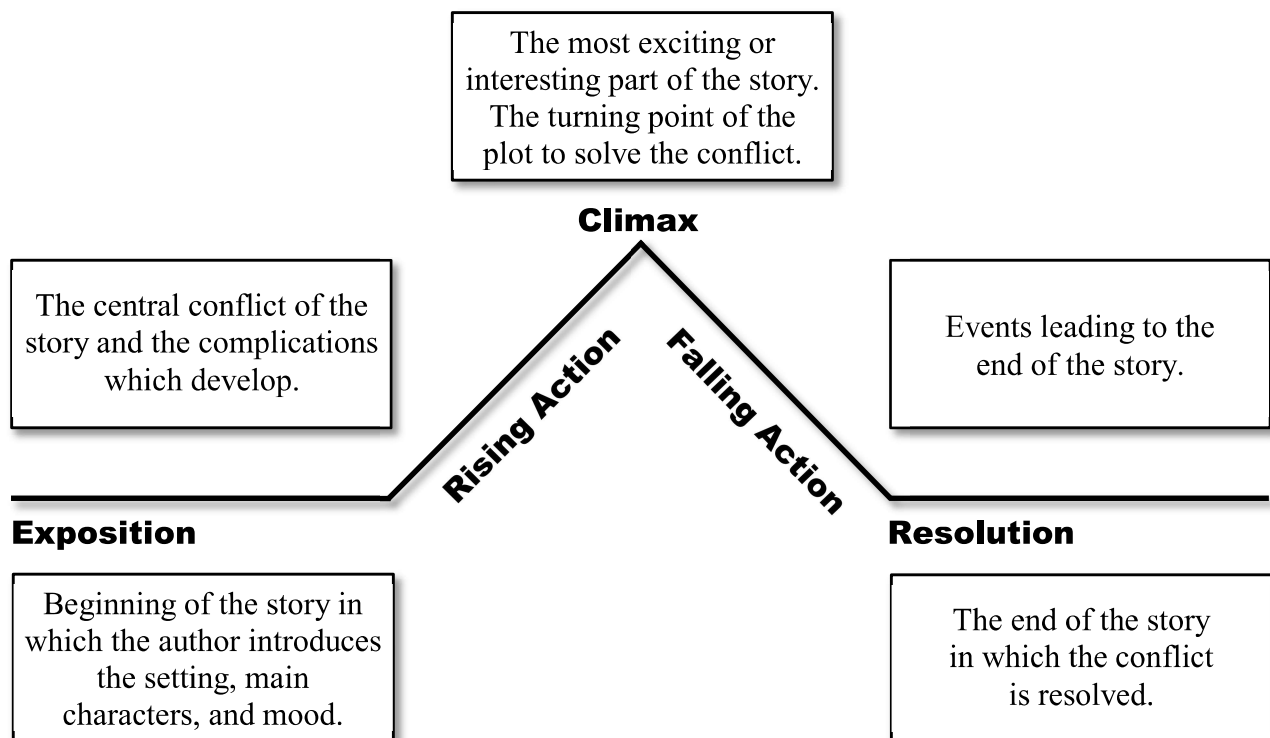 The most exciting or
interesting part of the story.
The turning point of the
plot to solve the conflict.
Climax
The central conflict of the
story and the complications
which develop.
Events leading to the
end of the story.
Rising Action
Falling Action
Exposition
Resolution
Beginning of the story in
which the author introduces
the setting, main
characters, and mood.
The end of the story
in which the conflict
is resolved.